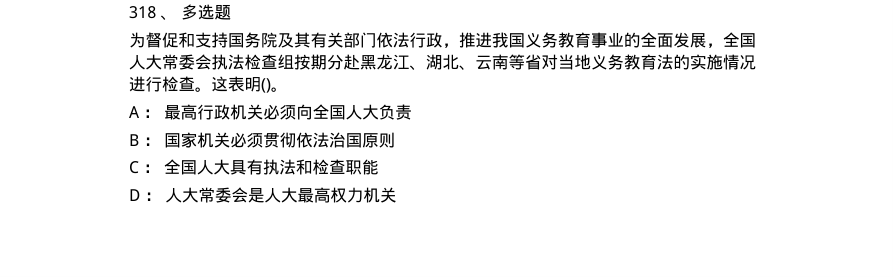 318 、 多选题
为督促和支持国务院及其有关部门依法行政，推进我国义务教育事业的全面发展，全国
人大常委会执法检查组按期分赴黑龙江、湖北、云南等省对当地义务教育法的实施情况
进行检查。这表明()。
A ： 最高行政机关必须向全国人大负责
B ： 国家机关必须贯彻依法治国原则
C ： 全国人大具有执法和检查职能
D ： 人大常委会是人大最高权力机关